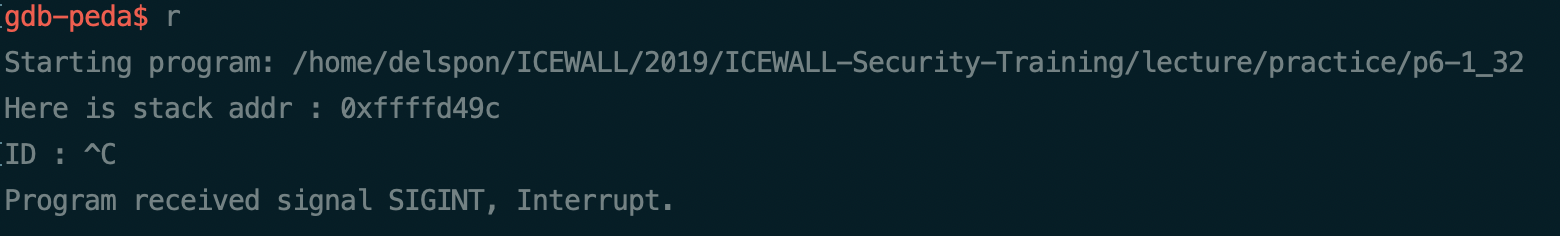 gdb-peda$ r
Starting program: /home/delspon/ICEWALL/2019/ICEWALL-Security-Training/lecture/practice/p6-1_32
Here is stack addr : 0xffffd49c
ID : ^C
Program received signal SIGINT, Interrupt.